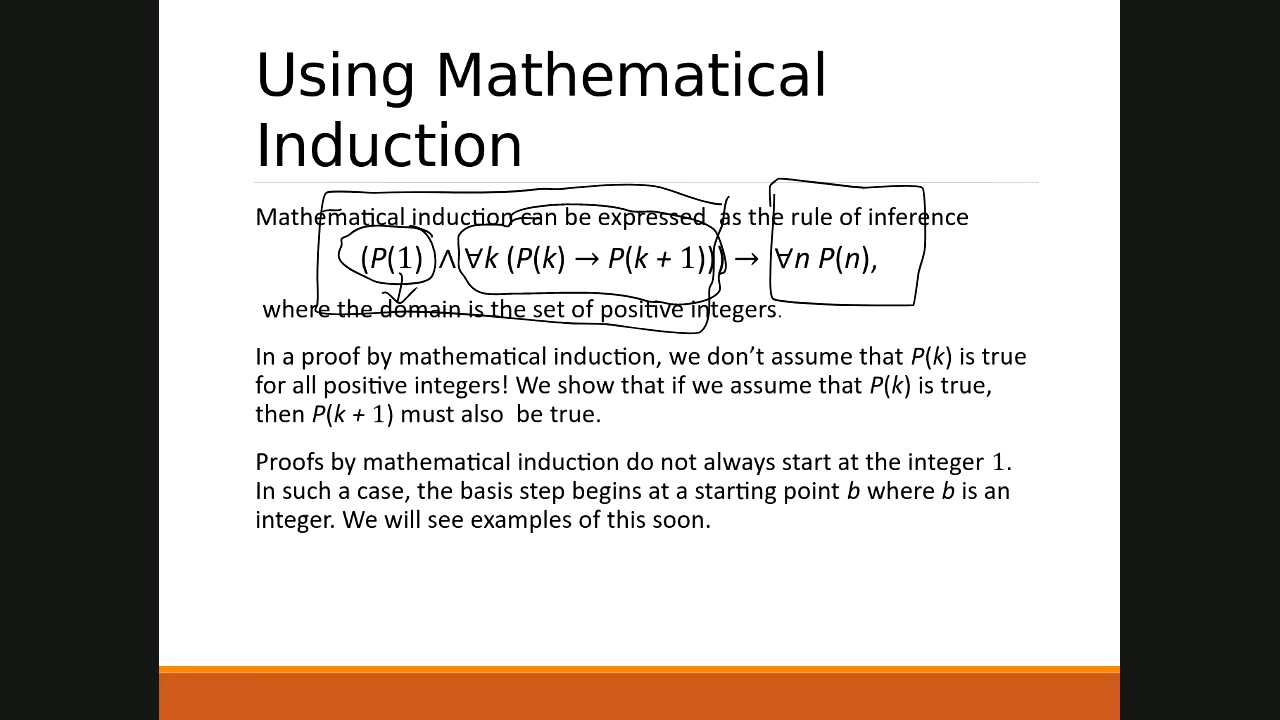 Using Mathematical
Induction
Mathematical induction can be expressed as the rule of inference
(P(1) ∧ ∀k (P(k) → P(k + 1))) → ∀n P(n),
where the domain is the set of positive integers.
In a proof by mathematical induction, we don’t assume that P(k) is true
for all positive integers! We show that if we assume that P(k) is true,
then P(k + 1) must also be true.
Proofs by mathematical induction do not always start at the integer 1.
In such a case, the basis step begins at a starting point b where b is an
integer. We will see examples of this soon.